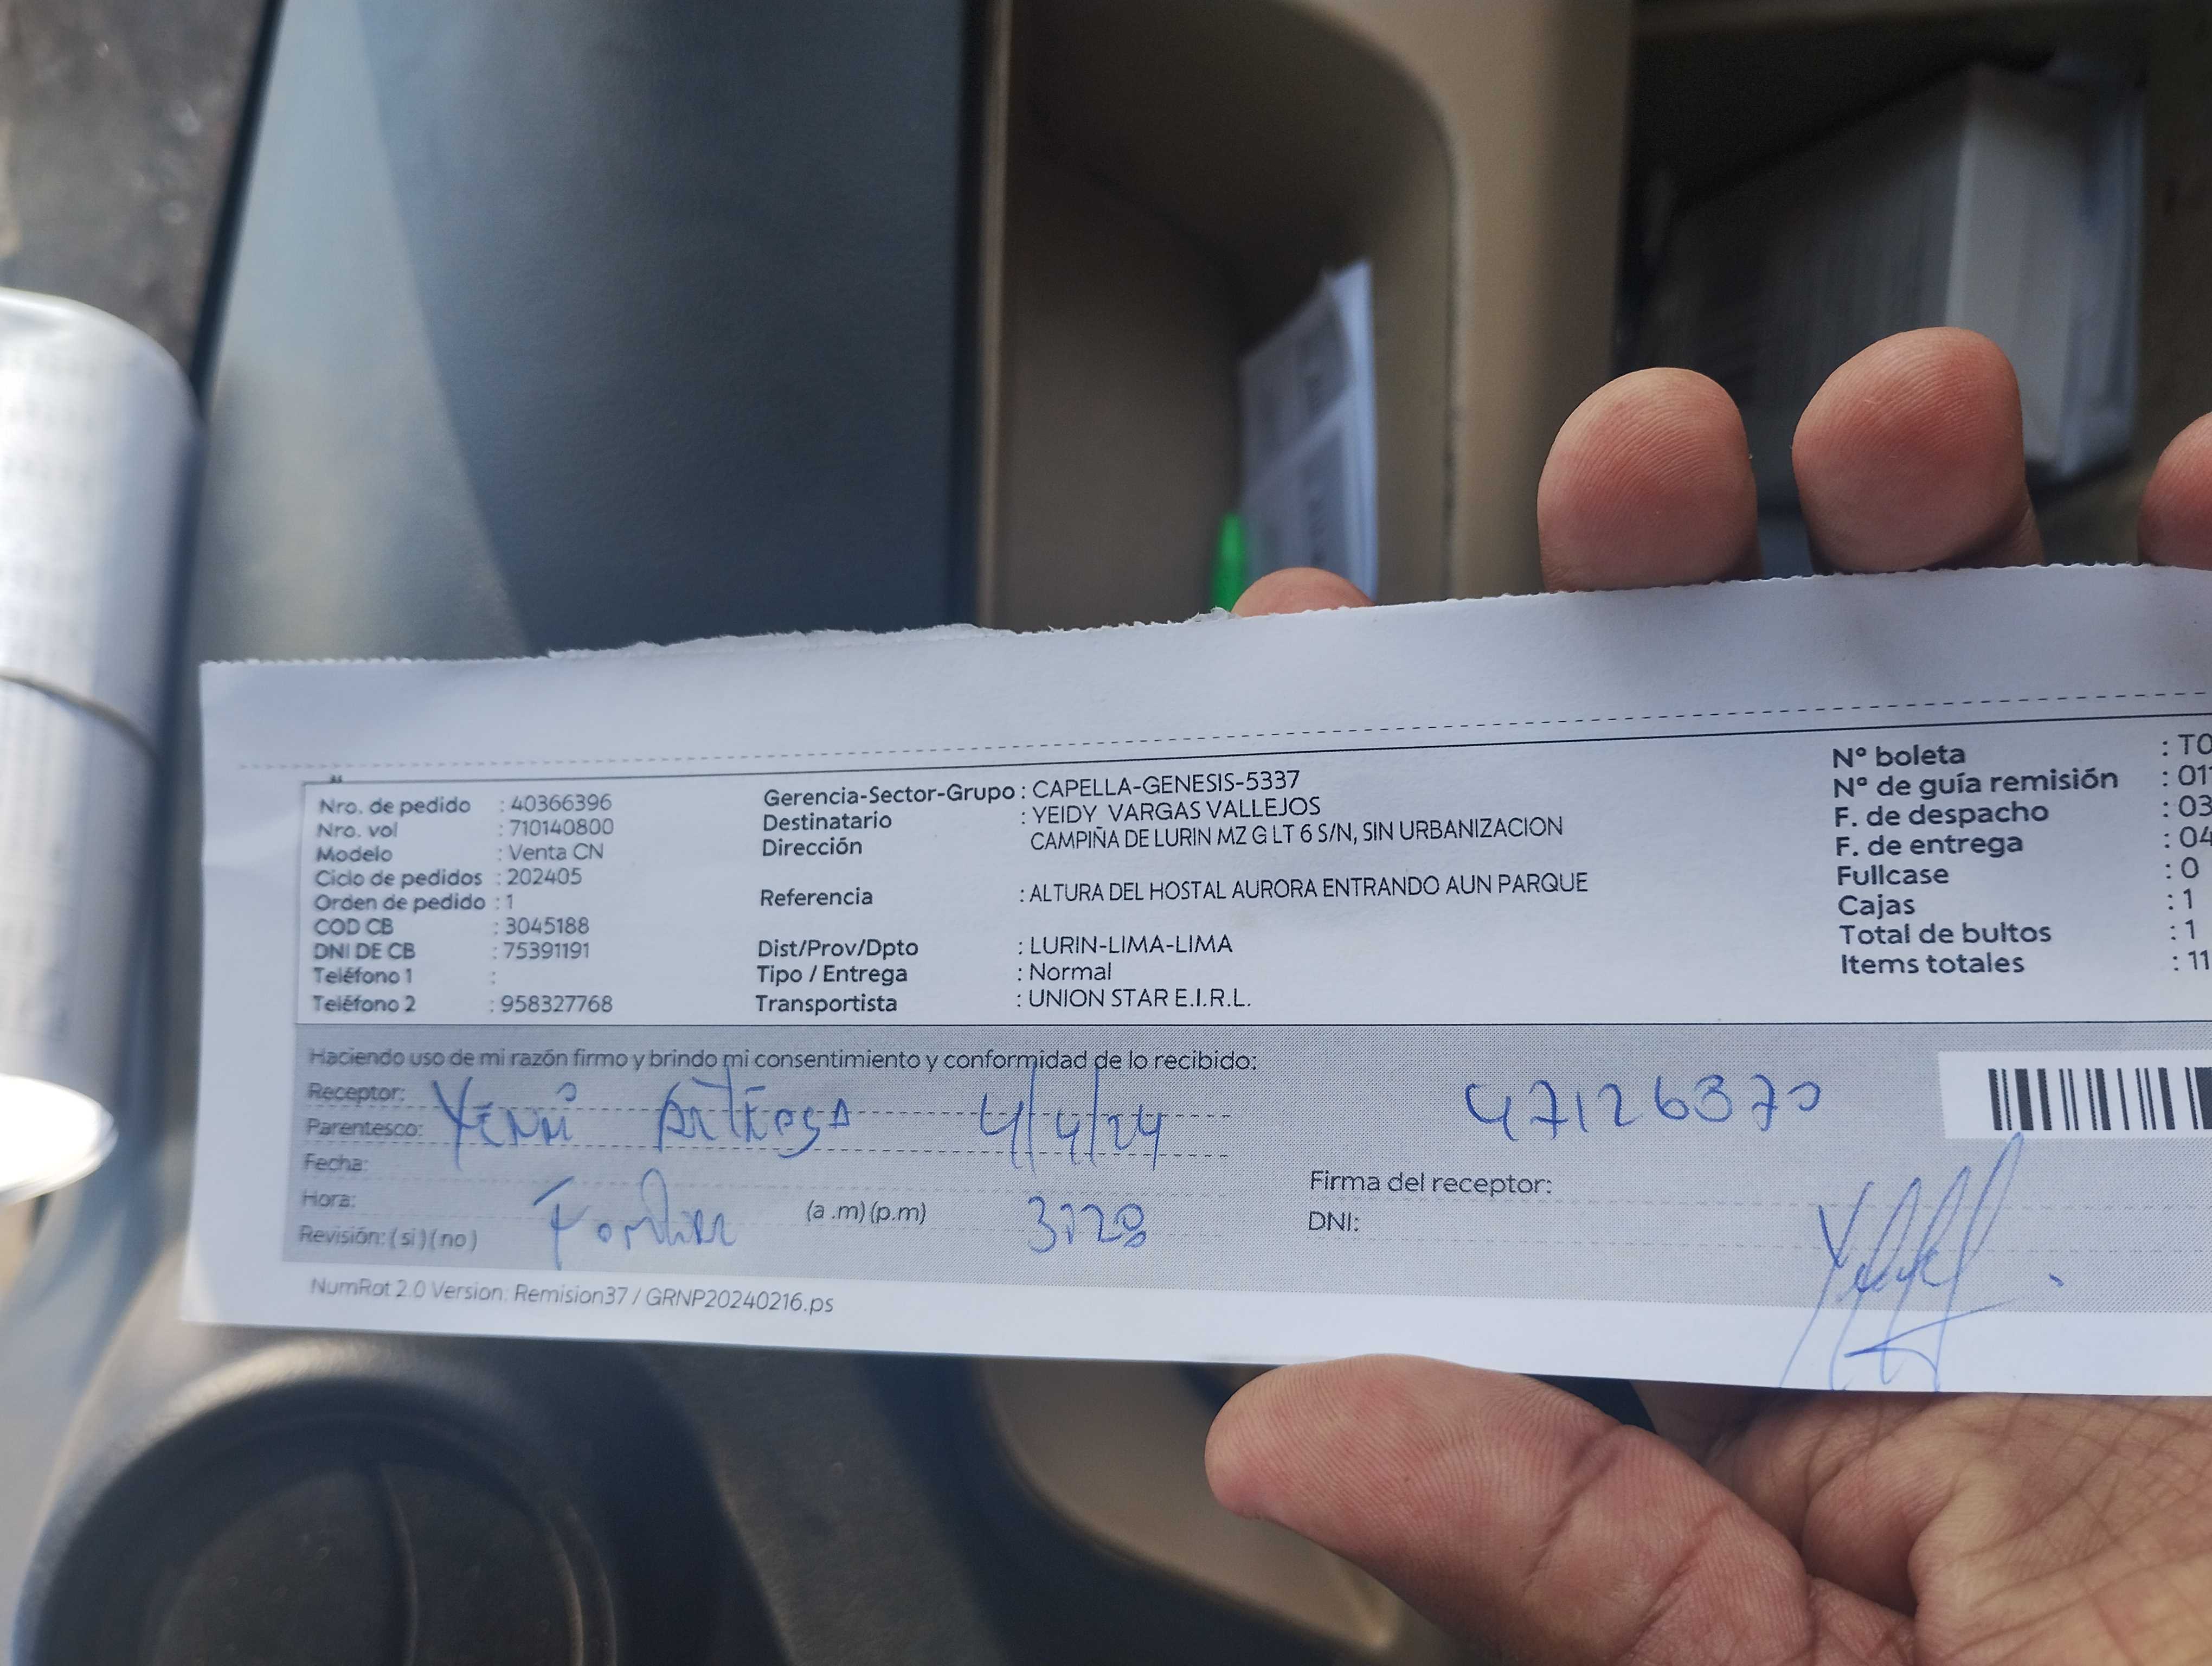 Nro. de pedido : 40366396
Nro. vol : 710140800
Modelo : Venta CN
Ciclo de pedidos : 202405
Orden de pedido : 1
COD CB : 3045188
DNI DE CB : 75391191
Teléfono 1 :
Teléfono 2 : 958327768
Gerencia-Sector-Grupo : CAPELLA-GENESIS-5337
Destinatario : YEIDY VARGAS VALLEJOS
Dirección CAMPIÑA DE LURIN MZ G LT 6 S/N, SIN URBANIZACION
Referencia : ALTURA DEL HOSTAL AURORA ENTRANDO AUN PARQUE
Dist/Prov/Dpto : LURIN-LIMA-LIMA
Tipo / Entrega : Normal
Transportista : UNION STAR E.I.R.L.
Nº boleta : T0
Nº de guía remisión : 01
F. de despacho : 03
F. de entrega : 04
Fullcase : 0
Cajas : 1
Total de bultos : 1
Items totales : 11
Haciendo uso de mi razón firmo y brindo mi consentimiento y conformidad de lo recibido:
Receptor:
Parentesco:
4/4/24
Fecha:
Hora: (a .m) (p.m)
Revisión: ( si ) ( no )
Firma del receptor:
DNI:
NumRot 2.0 Version: Remision37 / GRNP20240216.ps